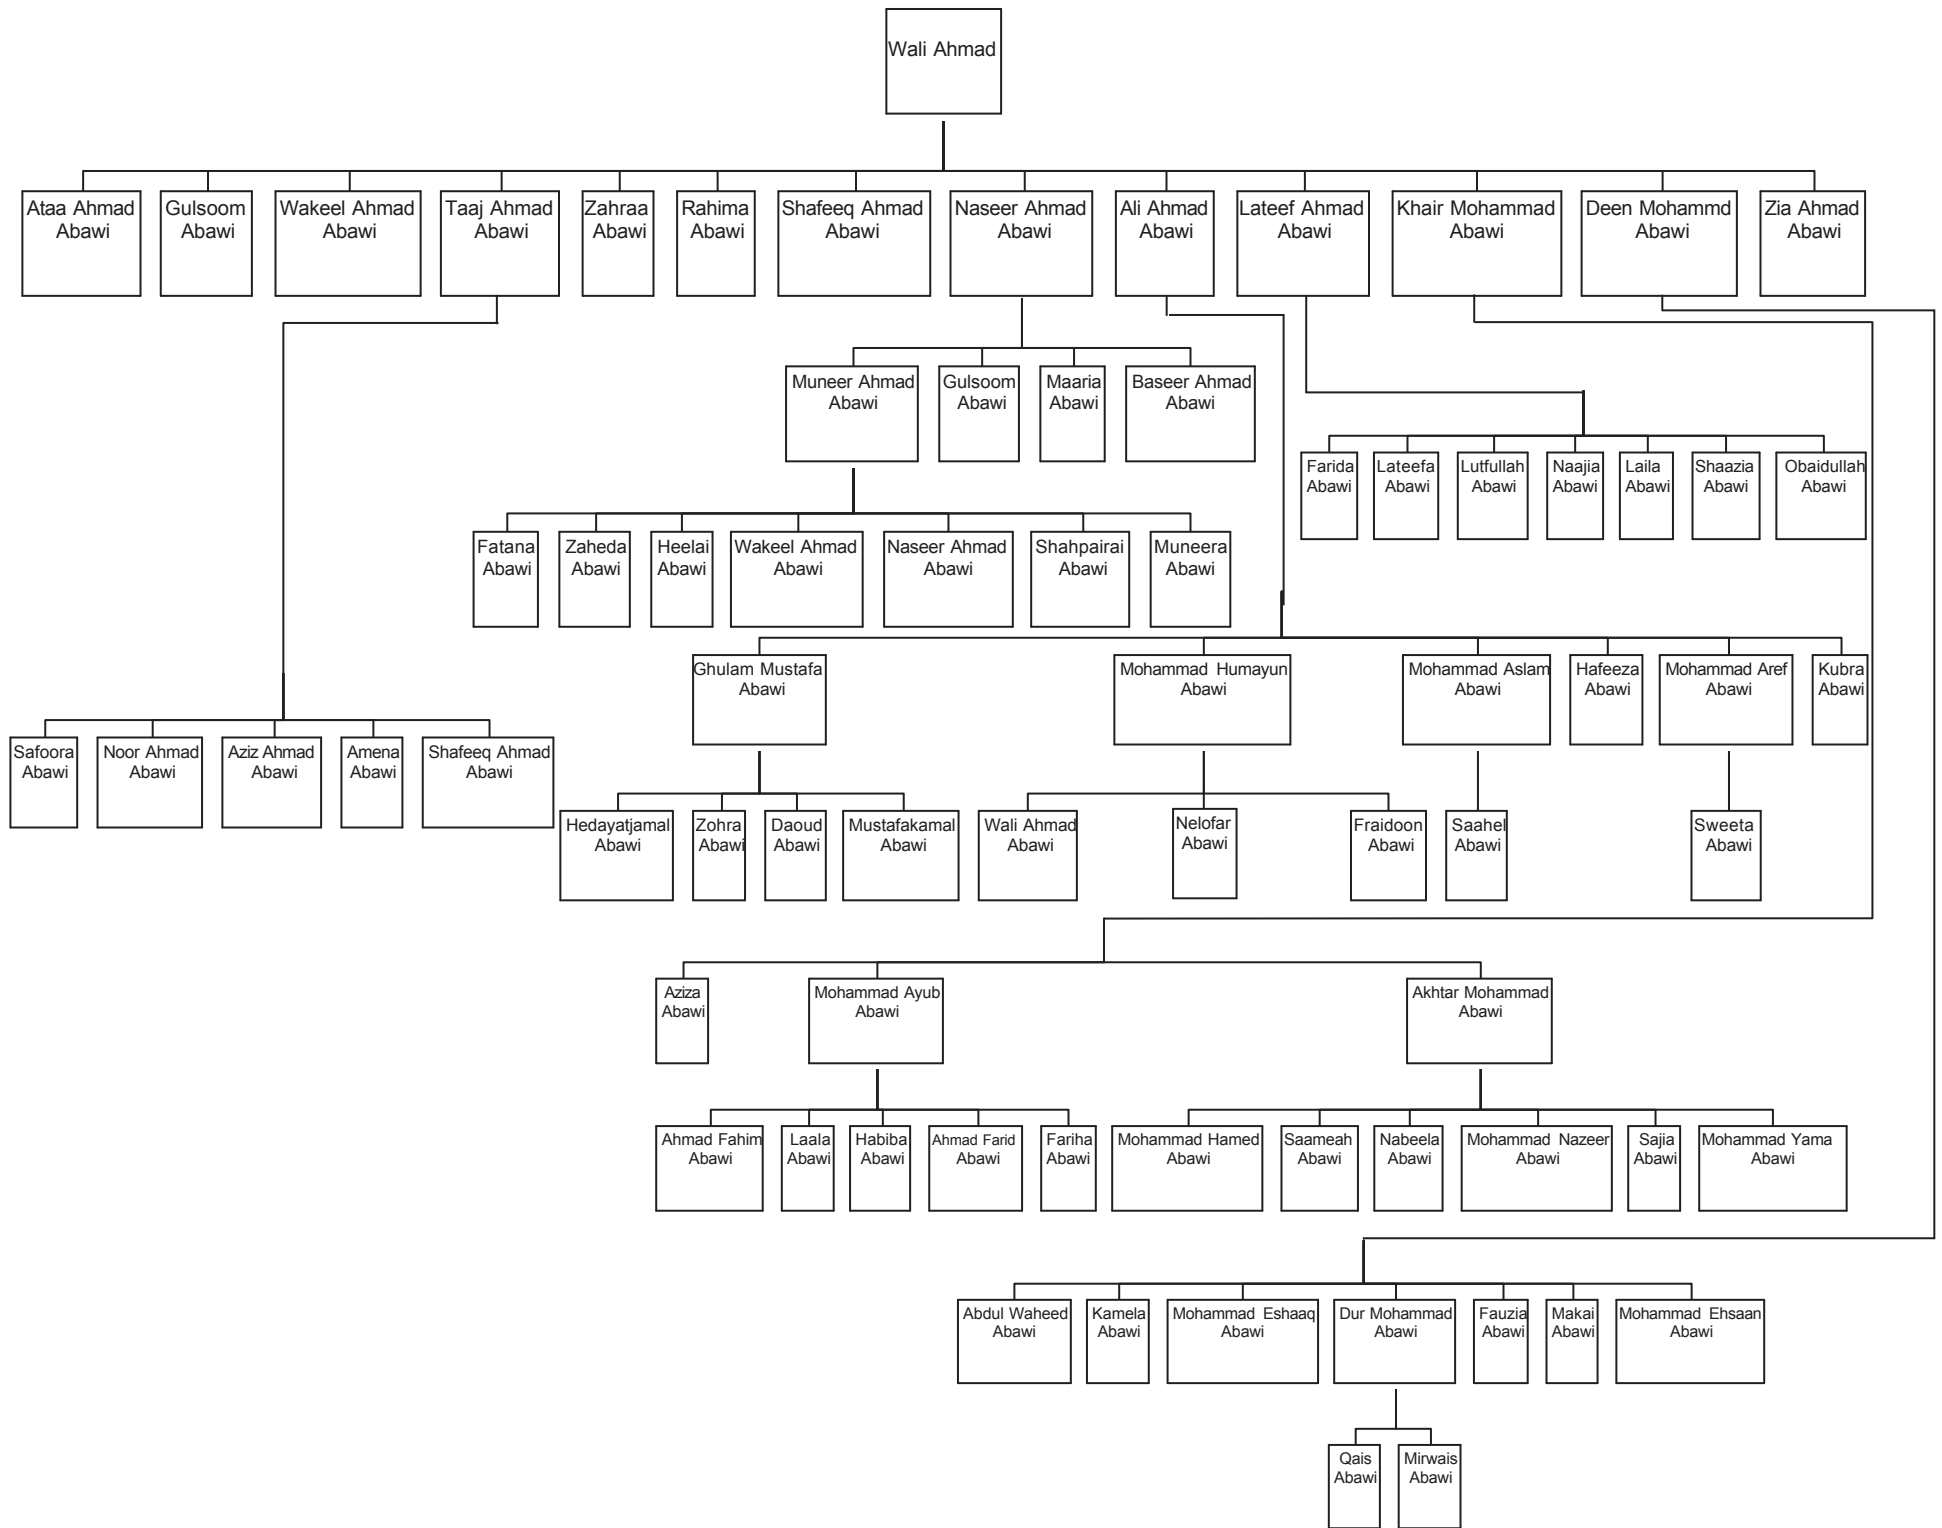 Wali Ahmad
Ataa Ahmad
Abawi
Gulsoom
Abawi
Wakeel Ahmad
Abawi
Taaj Ahmad
Abawi
Zahraa
Abawi
Rahima
Abawi
Shafeeq Ahmad
Abawi
Naseer Ahmad
Abawi
Ali Ahmad
Abawi
Lateef Ahmad
Abawi
Khair Mohammad
Abawi
Deen Mohammd
Abawi
Zia Ahmad
Abawi
Muneer Ahmad
Abawi
Gulsoom
Abawi
Maaria
Abawi
Baseer Ahmad
Abawi
Farida
Abawi
Lateefa
Abawi
Lutfullah
Abawi
Naajia
Abawi
Laila
Abawi
Shaazia
Abawi
Obaidullah
Abawi
Fatana
Abawi
Zaheda
Abawi
Heelai
Abawi
Wakeel Ahmad
Abawi
Naseer Ahmad
Abawi
Shahpairai
Abawi
Muneera
Abawi
Ghulam Mustafa
Abawi
Mohammad Humayun
Abawi
Mohammad Aslam
Abawi
Hafeeza
Abawi
Mohammad Aref
Abawi
Kubra
Abawi
Safoora
Abawi
Noor Ahmad
Abawi
Aziz Ahmad
Abawi
Amena
Abawi
Shafeeq Ahmad
Abawi
Hedayatjamal
Abawi
Zohra
Abawi
Daoud
Abawi
Mustafakamal
Abawi
Wali Ahmad
Abawi
Nelofar
Abawi
Fraidoon
Abawi
Saahel
Abawi
Sweeta
Abawi
Aziza
Abawi
Mohammad Ayub
Abawi
Akhtar Mohammad
Abawi
Ahmad Fahim
Abawi
Laala
Abawi
Habiba
Abawi
Ahmad Farid
Abawi
Fariha
Abawi
Mohammad Hamed
Abawi
Saameah
Abawi
Nabeela
Abawi
Mohammad Nazeer
Abawi
Sajia
Abawi
Mohammad Yama
Abawi
Abdul Waheed
Abawi
Kamela
Abawi
Mohammad Eshaaq
Abawi
Dur Mohammad
Abawi
Fauzia
Abawi
Makai
Abawi
Mohammad Ehsaan
Abawi
Qais
Abawi
Mirwais
Abawi